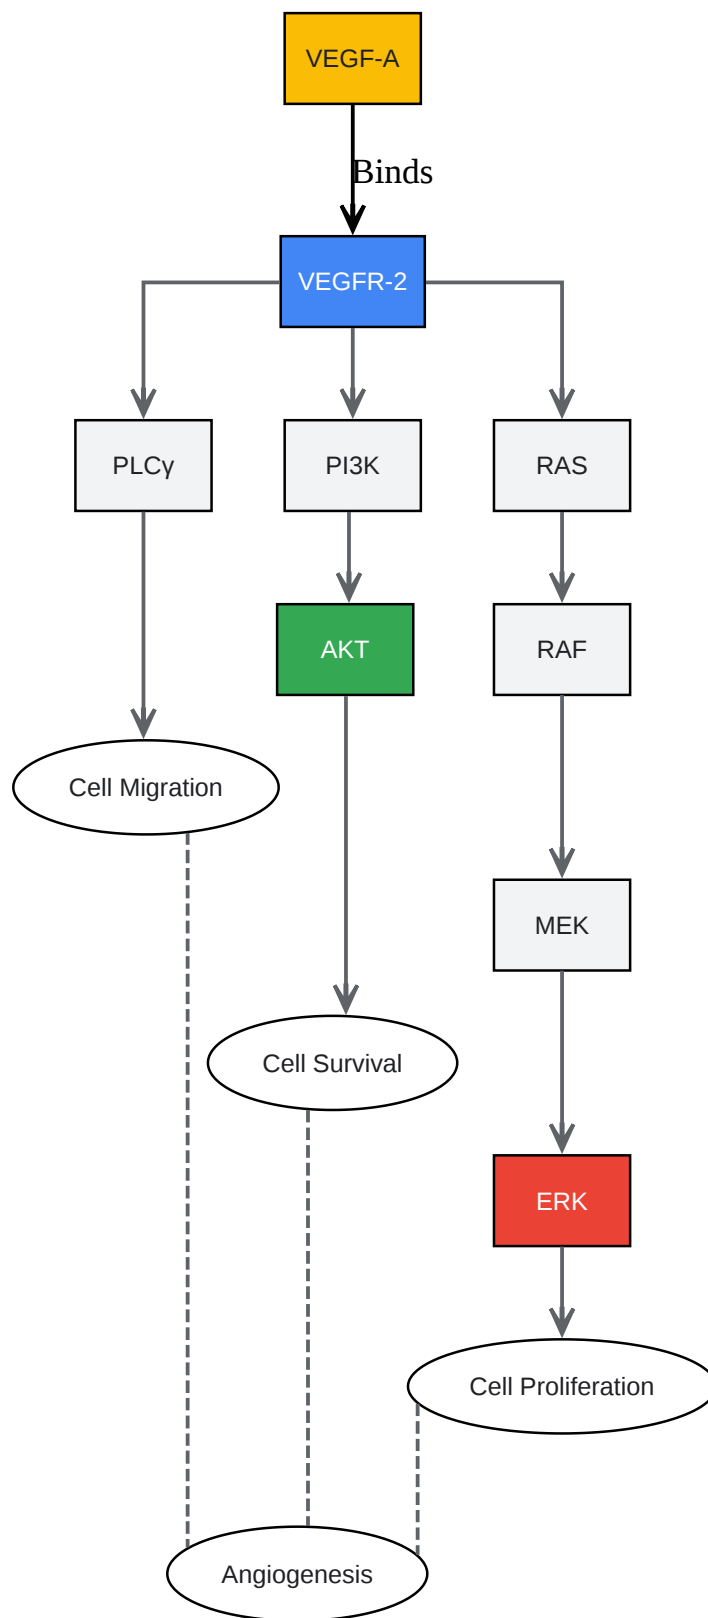 VEGF-A
Binds
VEGFR-2
PLCγ
PI3K
RAS
AKT
RAF
Cell Migration
MEK
Cell Survival
ERK
Cell Proliferation
Angiogenesis